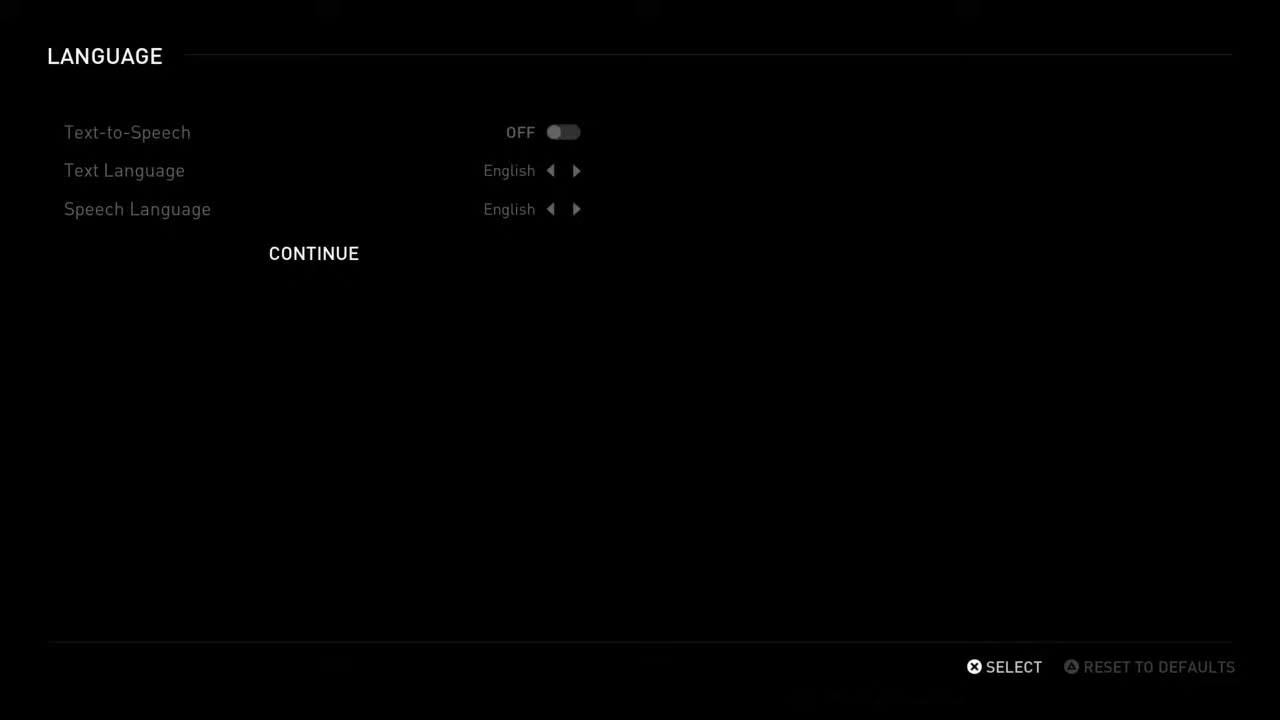 LANGUAGE
Text-to-Speech OFF
Text Language English
Speech Language English
CONTINUE
SELECT RESET TO DEFAULTS